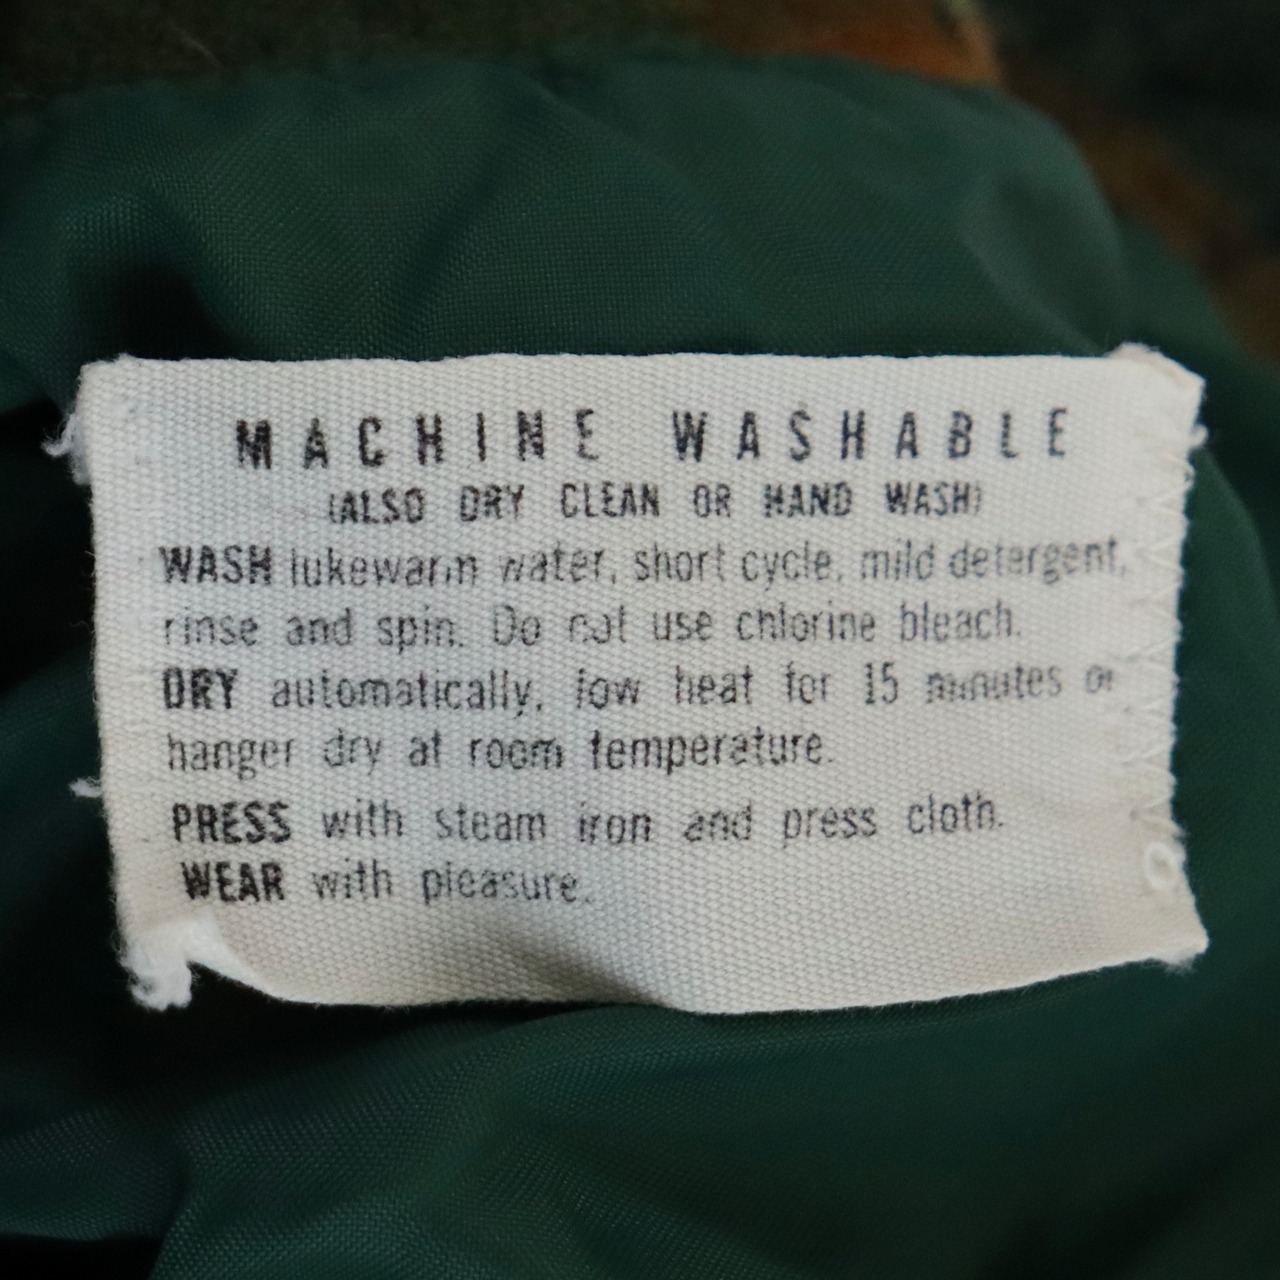 MACHINE WASHABLE
(ALSO DRY CLEAN OR HAND WASH)
WASH lukewarm water, short cycle, mild detergent,
rinse and spin. Do not use chlorine bleach.
DRY automatically, low heat for 15 minutes or
hanger dry at room temperature.
PRESS with steam iron and press cloth.
WEAR with pleasure.